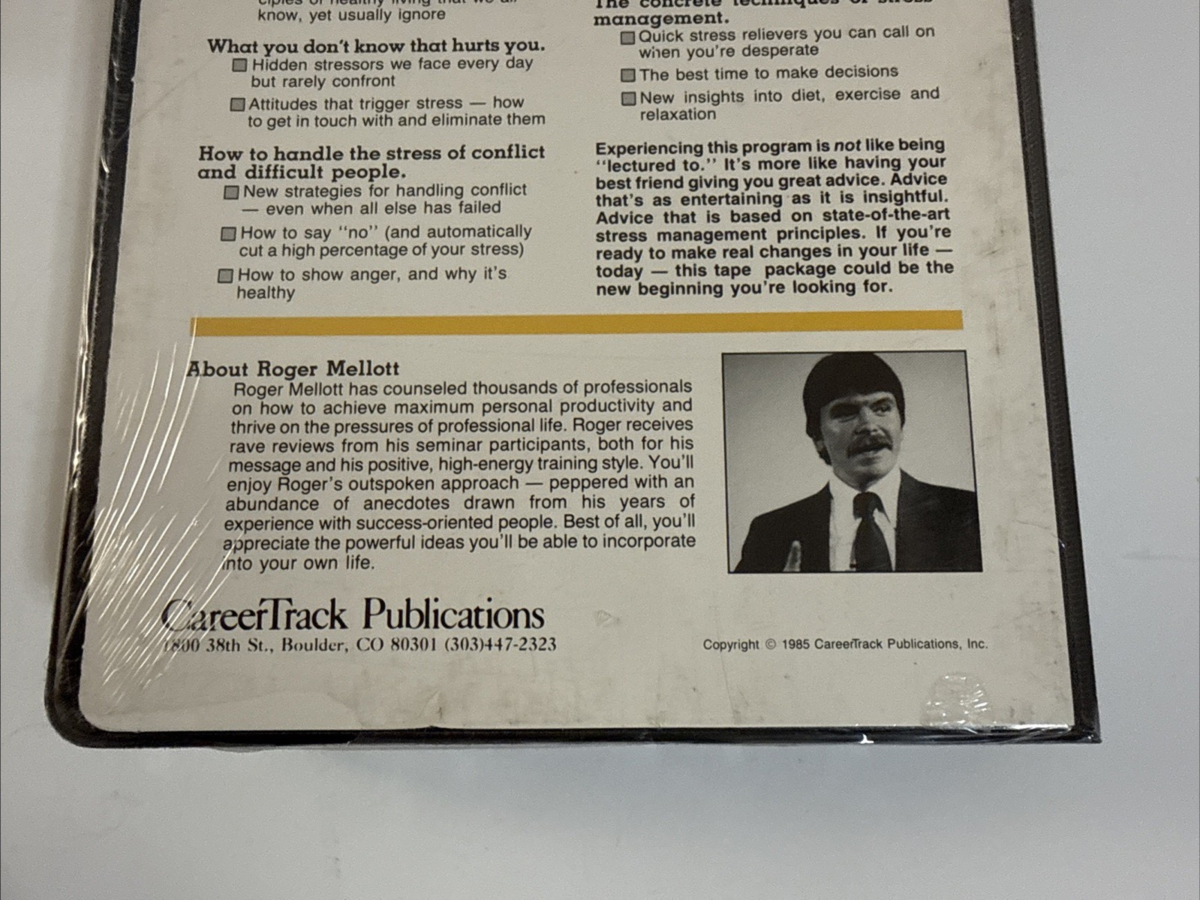 know, yet usually ignore
What you don't know that hurts you.
Hidden stressors we face every day
but rarely confront
Attitudes that trigger stress — how
to get in touch with and eliminate them
How to handle the stress of conflict
and difficult people.
New strategies for handling conflict
— even when all else has failed
How to say "no" (and automatically
cut a high percentage of your stress)
How to show anger, and why it's
healthy
The concrete techniques of stress
management.
Quick stress relievers you can call on
when you're desperate
The best time to make decisions
New insights into diet, exercise and
relaxation
Experiencing this program is not like being
"lectured to." It's more like having your
best friend giving you great advice. Advice
that's as entertaining as it is insightful.
Advice that is based on state-of-the-art
stress management principles. If you're
ready to make real changes in your life —
today — this tape package could be the
new beginning you're looking for.
About Roger Mellott
Roger Mellott has counseled thousands of professionals
on how to achieve maximum personal productivity and
thrive on the pressures of professional life. Roger receives
rave reviews from his seminar participants, both for his
message and his positive, high-energy training style. You'll
enjoy Roger's outspoken approach — peppered with an
abundance of anecdotes drawn from his years of
experience with success-oriented people. Best of all, you'll
appreciate the powerful ideas you'll be able to incorporate
into your own life.
CareerTrack Publications
1800 38th St., Boulder, CO 80301 (303)447-2323
Copyright © 1985 CareerTrack Publications, Inc.